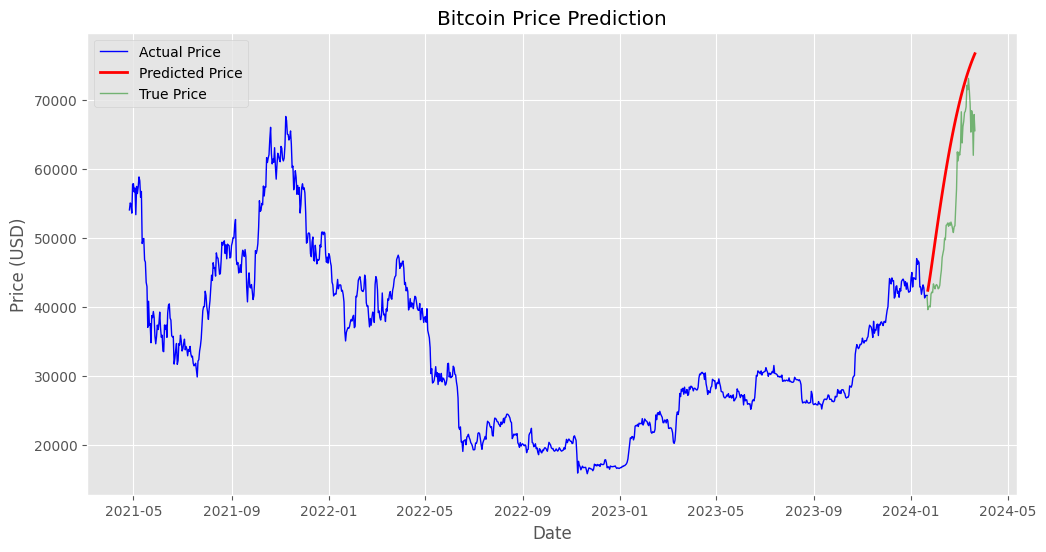 Bitcoin Price Prediction
Actual Price
Predicted Price
True Price
Price (USD)
70000
60000
50000
40000
30000
20000
2021-05 2021-09 2022-01 2022-05 2022-09 2023-01 2023-05 2023-09 2024-01 2024-05
Date